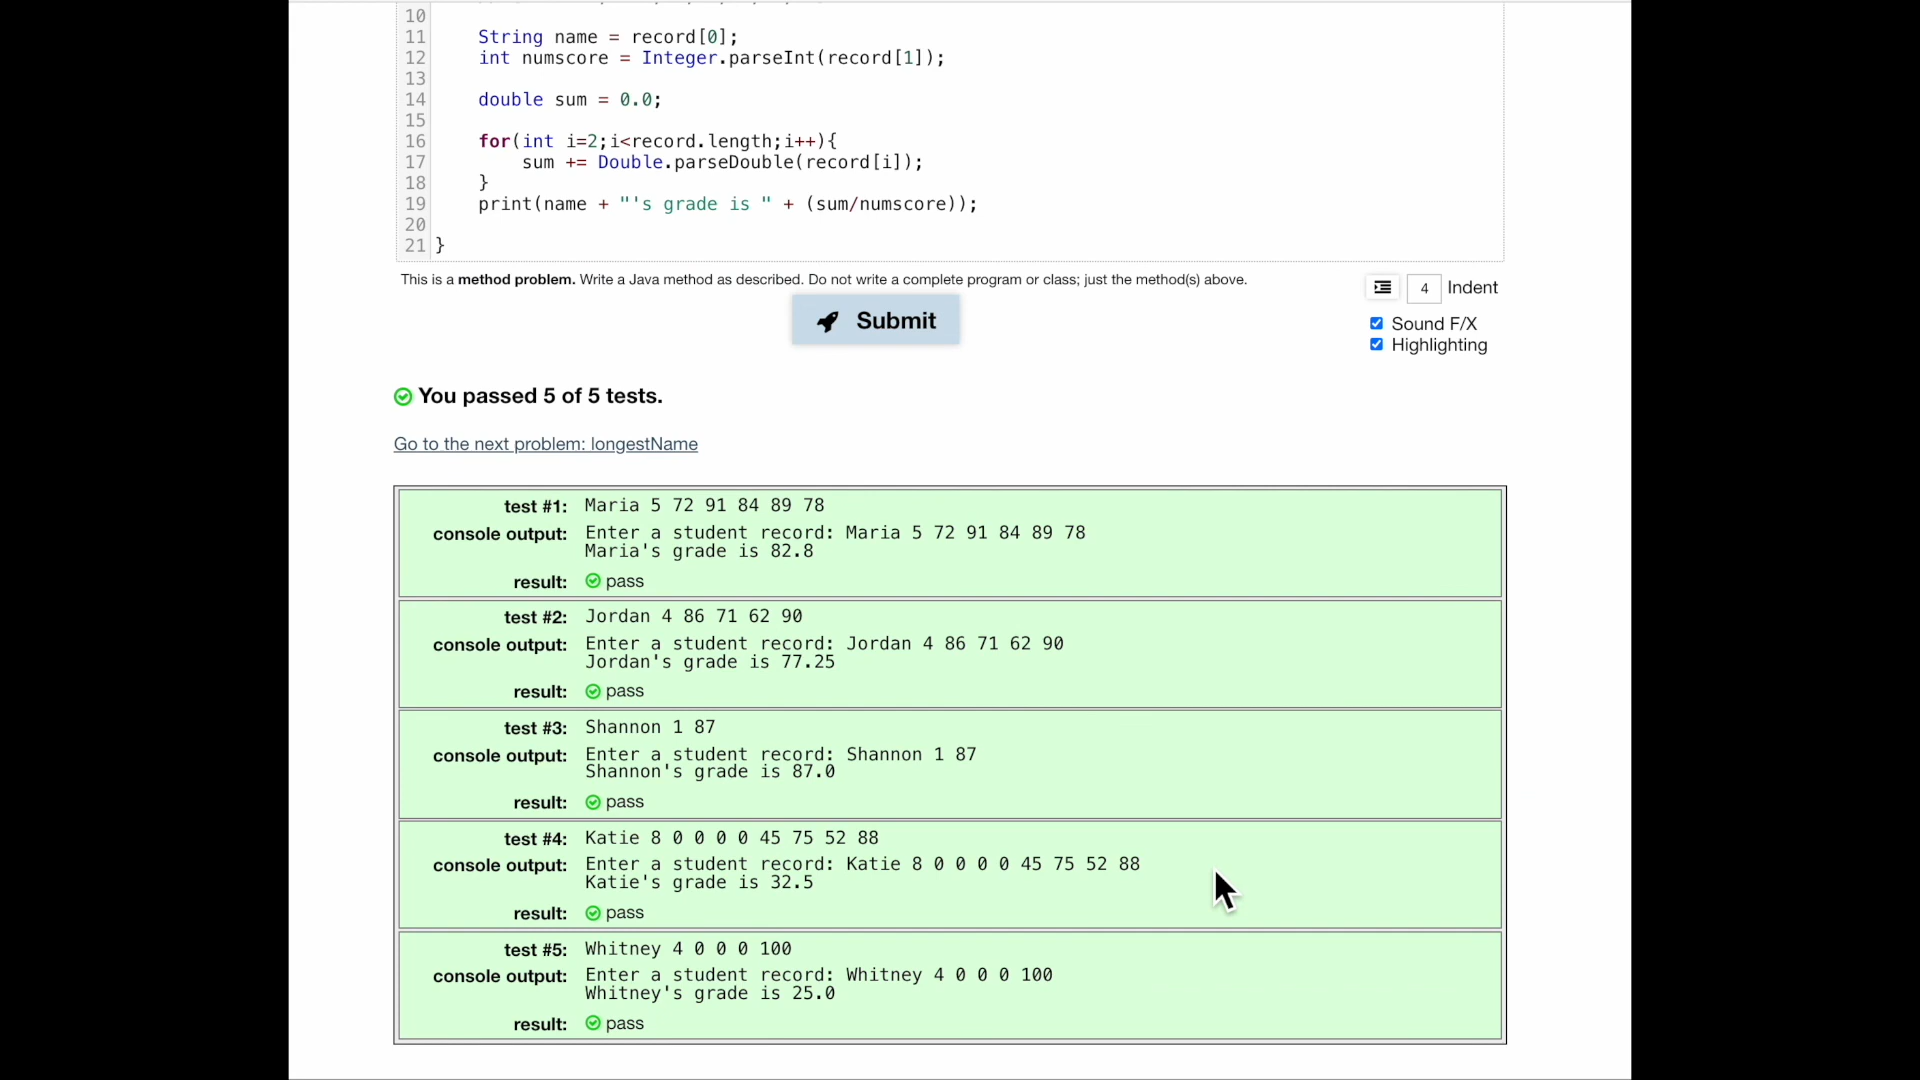 10
11 String name = record[0];
12 int numscore = Integer.parseInt(record[1]);
13
14 double sum = 0.0;
15
16 for(int i=2;i<record.length;i++){
17 sum += Double.parseDouble(record[i]);
18 }
19 print(name + "'s grade is " + (sum/numscore));
20
21 }
This is a method problem. Write a Java method as described. Do not write a complete program or class; just the method(s) above.
4 Indent
Submit
Sound F/X
Highlighting
You passed 5 of 5 tests.
Go to the next problem: longestName
test #1: Maria 5 72 91 84 89 78
console output: Enter a student record: Maria 5 72 91 84 89 78
Maria's grade is 82.8
result: pass
test #2: Jordan 4 86 71 62 90
console output: Enter a student record: Jordan 4 86 71 62 90
Jordan's grade is 77.25
result: pass
test #3: Shannon 1 87
console output: Enter a student record: Shannon 1 87
Shannon's grade is 87.0
result: pass
test #4: Katie 8 0 0 0 0 45 75 52 88
console output: Enter a student record: Katie 8 0 0 0 0 45 75 52 88
Katie's grade is 32.5
result: pass
test #5: Whitney 4 0 0 0 100
console output: Enter a student record: Whitney 4 0 0 0 100
Whitney's grade is 25.0
result: pass